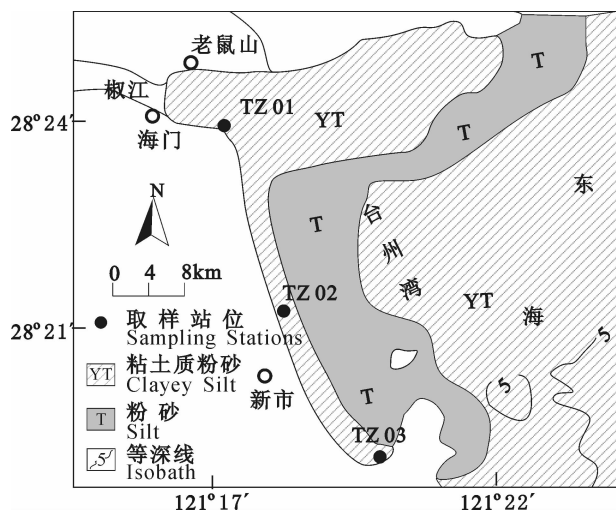 老鼠山
T
椒江
TZ 01
YT
28°24′
海门
T
东
N
台
T
州
0 4 8km
湾
TZ 02
YT
取样站位
Sampling Stations
海
28°21′
5
YT
粘土质粉砂
Clayey Silt
新市
5
T
T
粉砂
Silt
TZ 03
5
等深线
Isobath
121°17′
121°22′